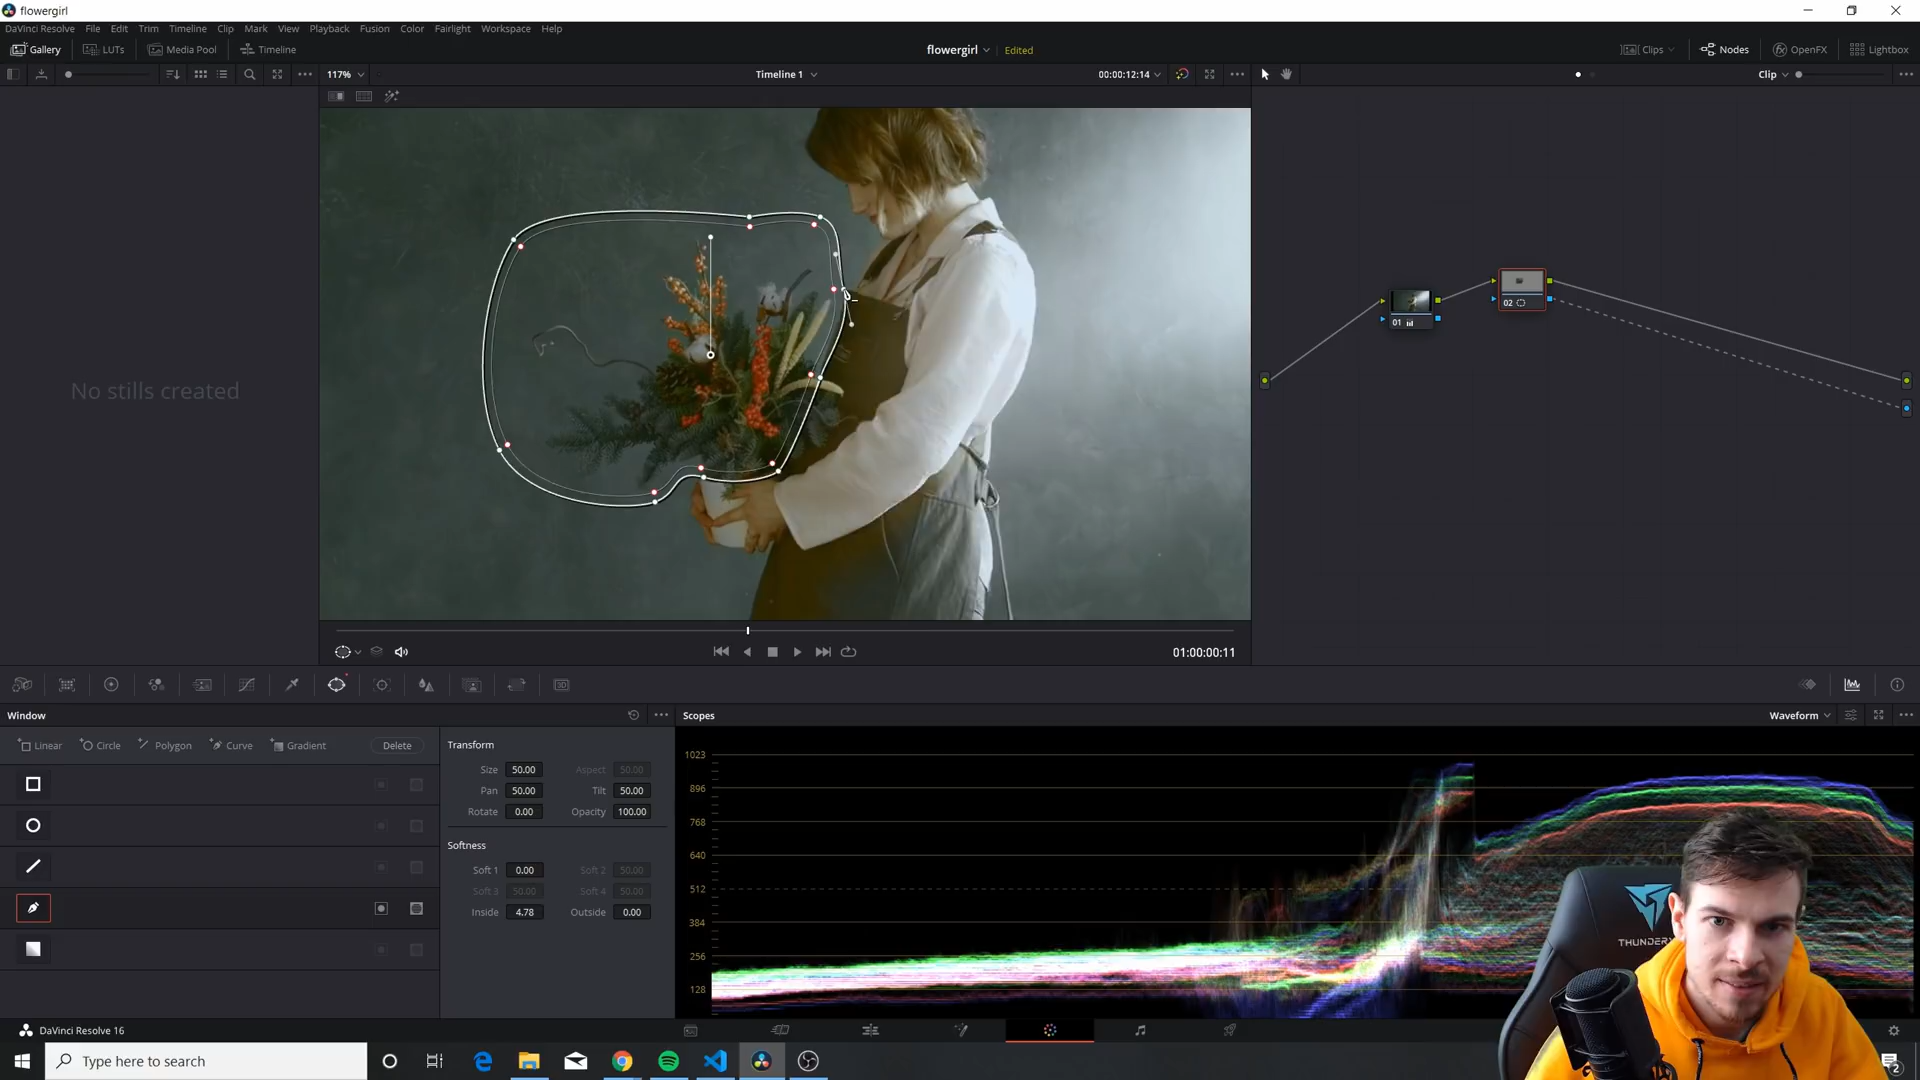 flowergirl
DaVinci Resolve File Edit Trim Timeline Clip Mark View Playback Fusion Color Fairlight Workspace Help
Gallery LUTs Media Pool Timeline flowergirl Edited Clips Nodes OpenFX Lightbox
117% Timeline 1 00:00:12:14 Clip
No stills created
01
02
01:00:00:11
Window
Linear Circle Polygon Curve Gradient Delete
Transform
Size 50.00 Aspect 50.00
Pan 50.00 Tilt 50.00
Rotate 0.00 Opacity 100.00
Softness
Soft 1 0.00 Soft 2 50.00
Soft 3 50.00 Soft 4 50.00
Inside 4.78 Outside 0.00
Scopes Waveform
1023
896
768
640
512
384
256
128
THUNDERX
DaVinci Resolve 16
Type here to search
2